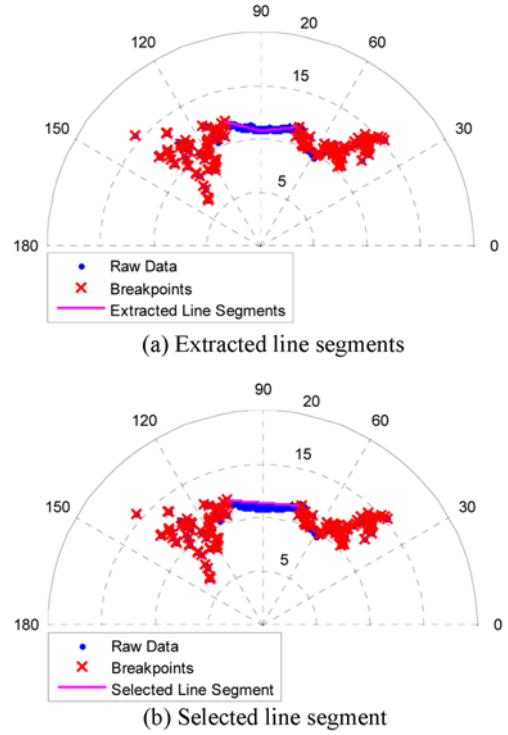 90
120
20
60
15
150
30
5
180
0
Raw Data
Breakpoints
Extracted Line Segments
(a) Extracted line segments
90
120
20
60
15
150
30
5
180
0
Raw Data
Breakpoints
Selected Line Segment
(b) Selected line segment